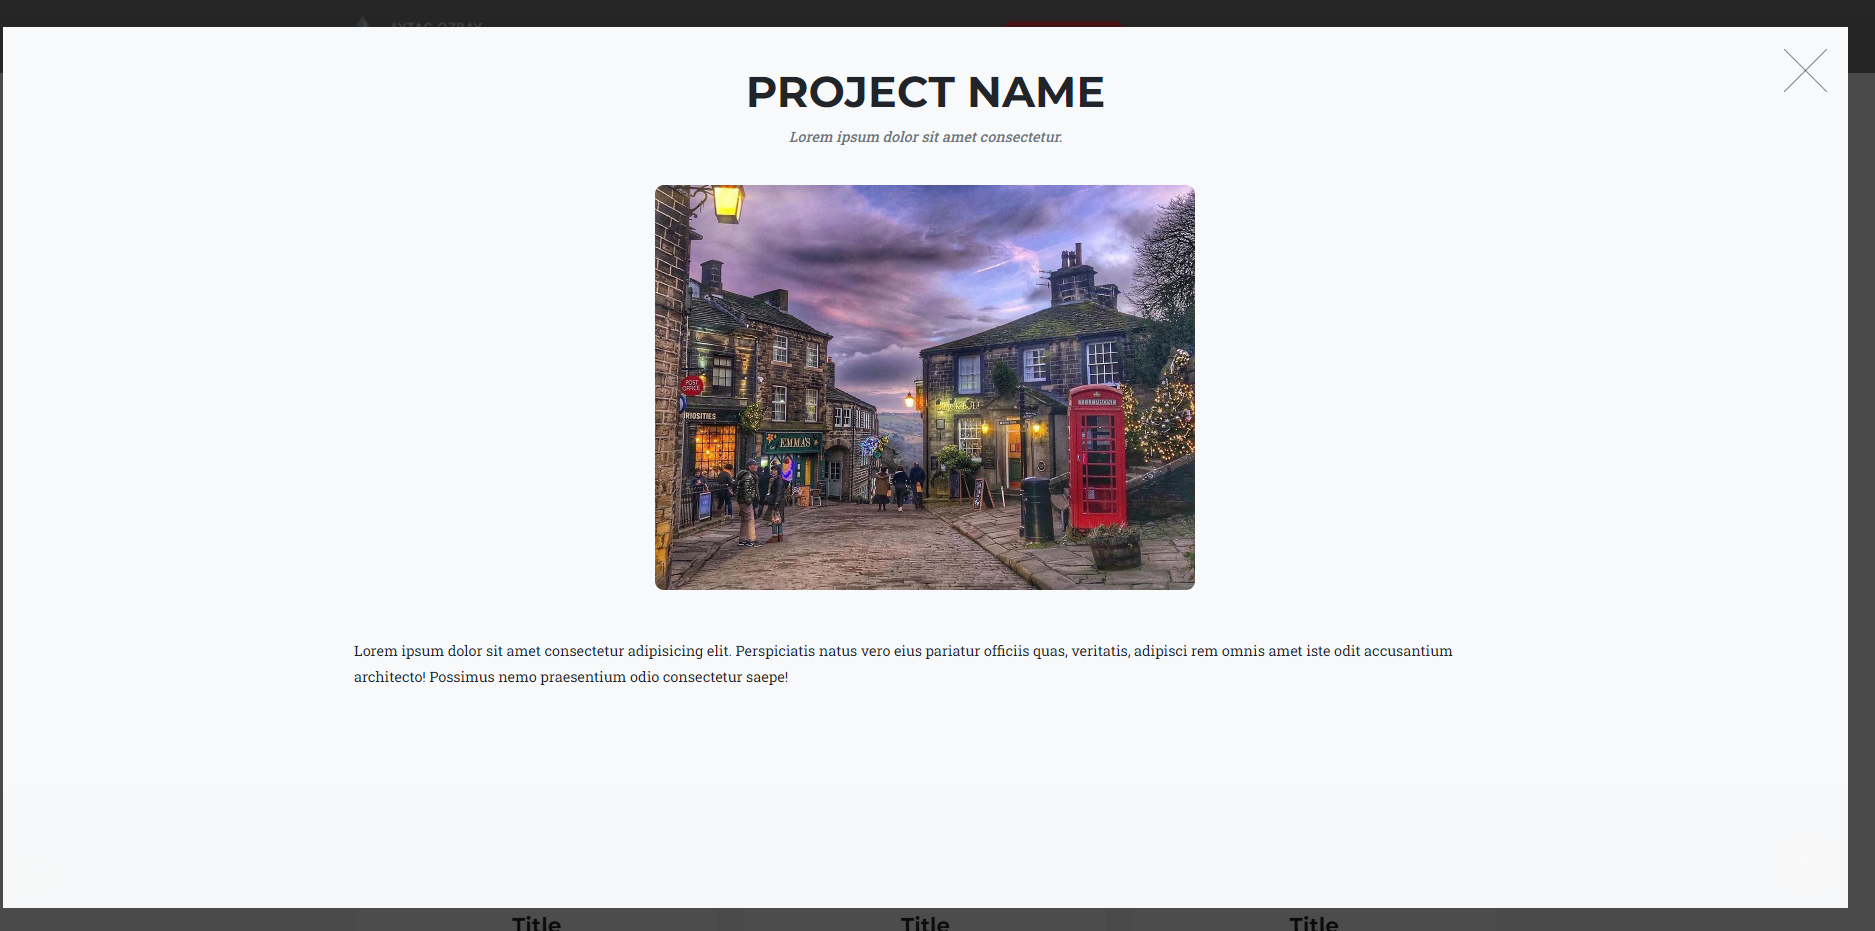 AYTAC OZBAY
PROJECT NAME
Lorem ipsum dolor sit amet consectetur.
POST
OFFICE
RIOSITIES
EMMA'S
TELEPHONE
Lorem ipsum dolor sit amet consectetur adipisicing elit. Perspiciatis natus vero eius pariatur officiis quas, veritatis, adipisci rem omnis amet iste odit accusantium
architecto! Possimus nemo praesentium odio consectetur saepe!
Title
Title
Title